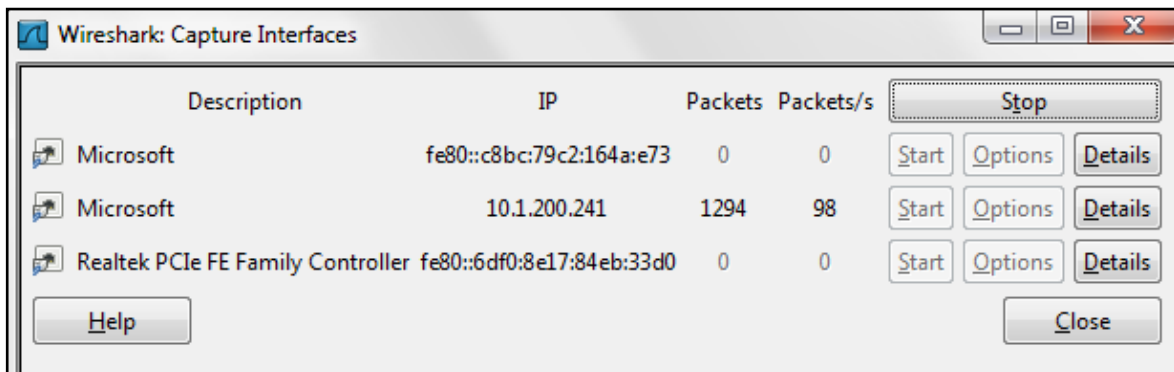 Wireshark: Capture Interfaces
Description IP Packets Packets/s Stop
Microsoft fe80::c8bc:79c2:164a:e73 0 0 Start Options Details
Microsoft 10.1.200.241 1294 98 Start Options Details
Realtek PCIe FE Family Controller fe80::6df0:8e17:84eb:33d0 0 0 Start Options Details
Help Close